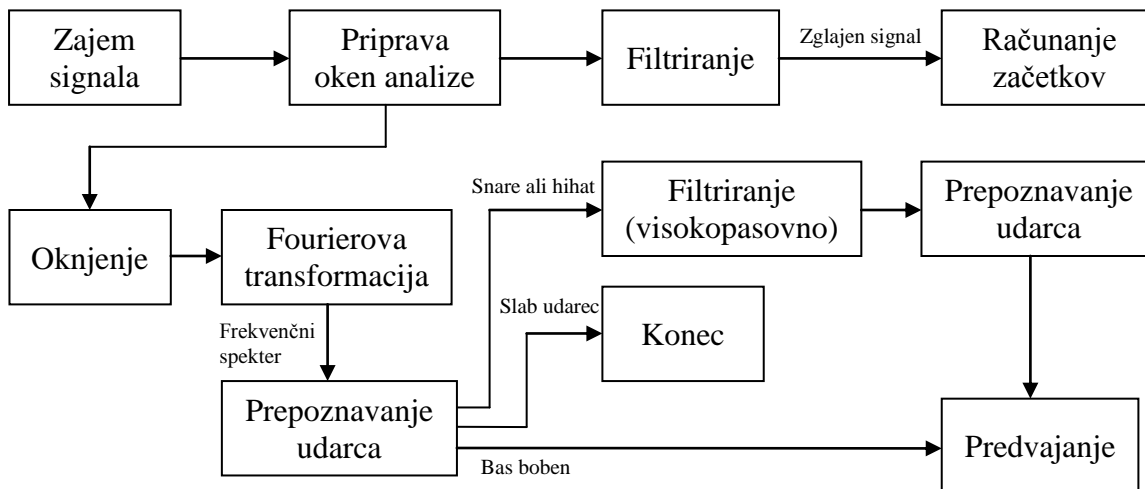 Zajem
signala
Priprava
oken analize
Filtriranje
Zglajen signal
Računanje
začetkov
Oknjenje
Fourierova
transformacija
Snare ali hihat
Filtriranje
(visokopasovno)
Prepoznavanje
udarca
Frekvenčni
spekter
Slab udarec
Konec
Prepoznavanje
udarca
Bas boben
Predvajanje